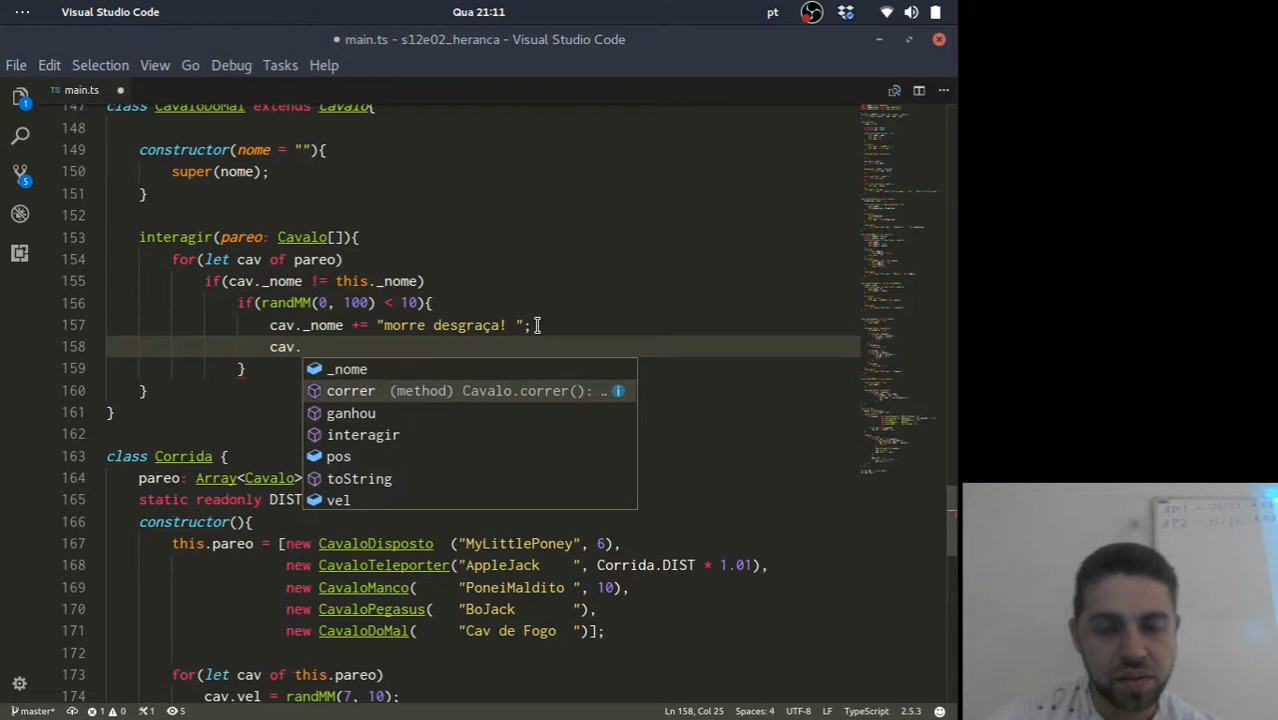 Visual Studio Code
Qua 21:11
pt
main.ts - s12e02_heranca - Visual Studio Code
File Edit Selection View Go Debug Tasks Help
main.ts
147 class CavaloDoMal extends Cavalo{
148
149 constructor(nome = ""){
150 super(nome);
151 }
152
153 interagir(pareo: Cavalo[]){
154 for(let cav of pareo)
155 if(cav._nome != this._nome)
156 if(randMM(0, 100) < 10){
157 cav._nome += "morre desgraça! ";
158 cav.
159 }
160 }
161 }
162
163 class Corrida {
164 pareo: Array<Cavalo>
165 static readonly DIST
166 constructor(){
167 this.pareo = [new CavaloDisposto ("MyLittlePoney", 6),
168 new CavaloTeleporter("AppleJack ", Corrida.DIST * 1.01),
169 new CavaloManco( "PoneiMaldito ", 10),
170 new CavaloPegasus( "BoJack "),
171 new CavaloDoMal( "Cav de Fogo ")];
172
173 for(let cav of this.pareo)
174 cav.vel = randMM(7, 10);
_nome
correr (method) Cavalo.correr(): ..
ganhou
interagir
pos
toString
vel
1
5
master* 1 0 1 5
Ln 158, Col 25 Spaces: 4 UTF-8 LF TypeScript 2.5.3